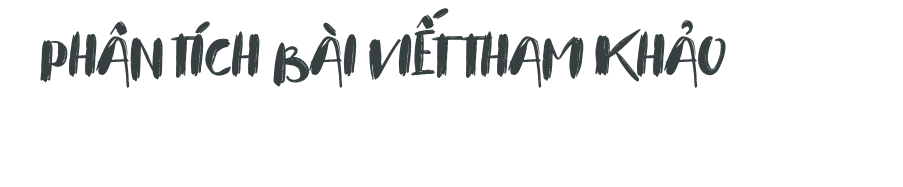 PHÂN TÍCH BÀI VIẾT THAM KHẢO